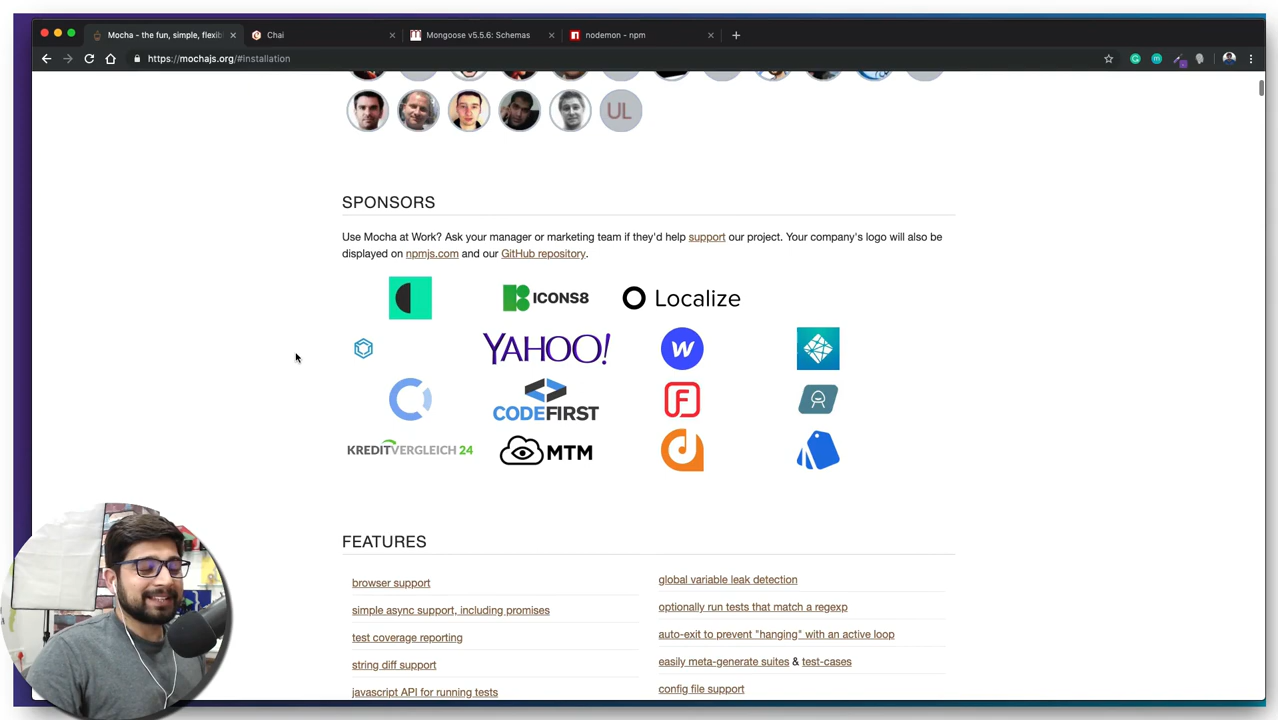 Mocha - the fun, simple, flexib
Chai
Mongoose v5.5.6: Schemas
nodemon - npm
https://mochajs.org/#installation
UL
SPONSORS
Use Mocha at Work? Ask your manager or marketing team if they'd help support our project. Your company's logo will also be
displayed on npmjs.com and our GitHub repository.
ICONS8
Localize
YAHOO!
W
CODEFIRST
F
KREDITVERGLEICH 24
MTM
d
FEATURES
browser support
simple async support, including promises
test coverage reporting
string diff support
javascript API for running tests
global variable leak detection
optionally run tests that match a regexp
auto-exit to prevent "hanging" with an active loop
easily meta-generate suites & test-cases
config file support